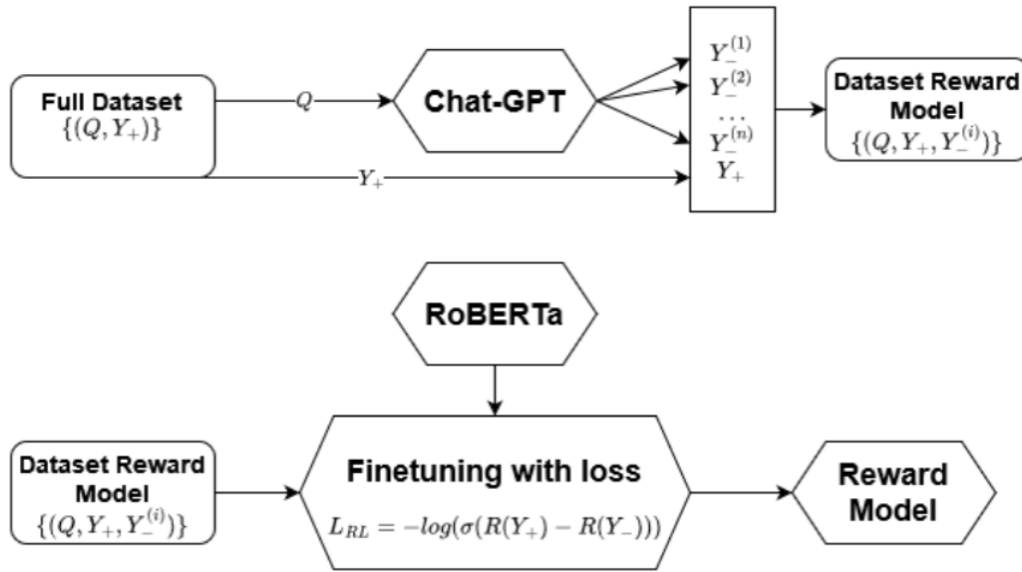 Full Dataset
{(Q, Y₊)}
Q
Chat-GPT
Y₊
Y₋⁽¹⁾
Y₋⁽²⁾
...
Y₋⁽ⁿ⁾
Y₊
Dataset Reward
Model
{(Q, Y₊, Y₋⁽ⁱ⁾)}
RoBERTa
Dataset Reward
Model
{(Q, Y₊, Y₋⁽ⁱ⁾)}
Finetuning with loss
L_RL = −log(σ(R(Y₊) − R(Y₋)))
Reward
Model